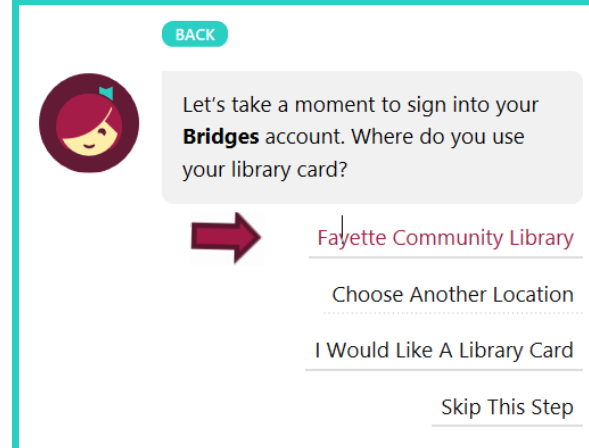 BACK
Let's take a moment to sign into your
Bridges account. Where do you use
your library card?
Fayette Community Library
Choose Another Location
I Would Like A Library Card
Skip This Step